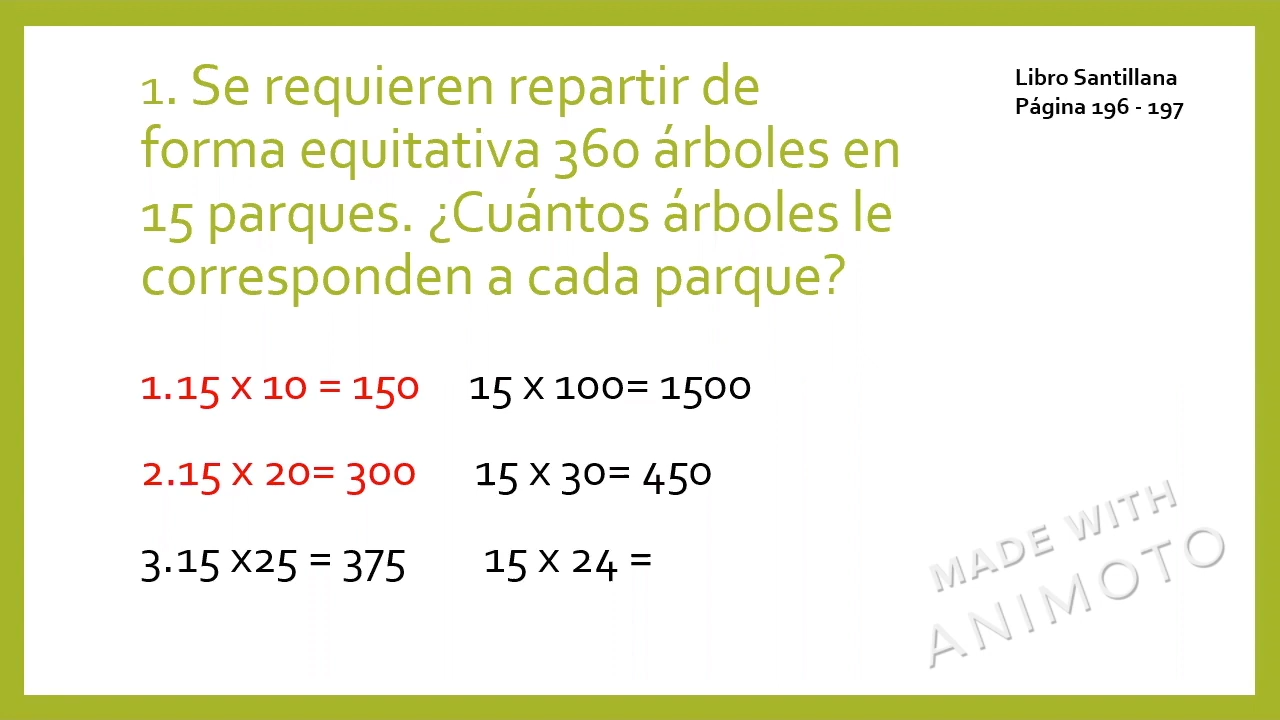 1. Se requieren repartir de
forma equitativa 360 árboles en
15 parques. ¿Cuántos árboles le
corresponden a cada parque?
Libro Santillana
Página 196 - 197
1.15 x 10 = 150 15 x 100= 1500
2.15 x 20= 300 15 x 30= 450
3.15 x25 = 375 15 x 24 =
MADE WITH
ANIMOTO